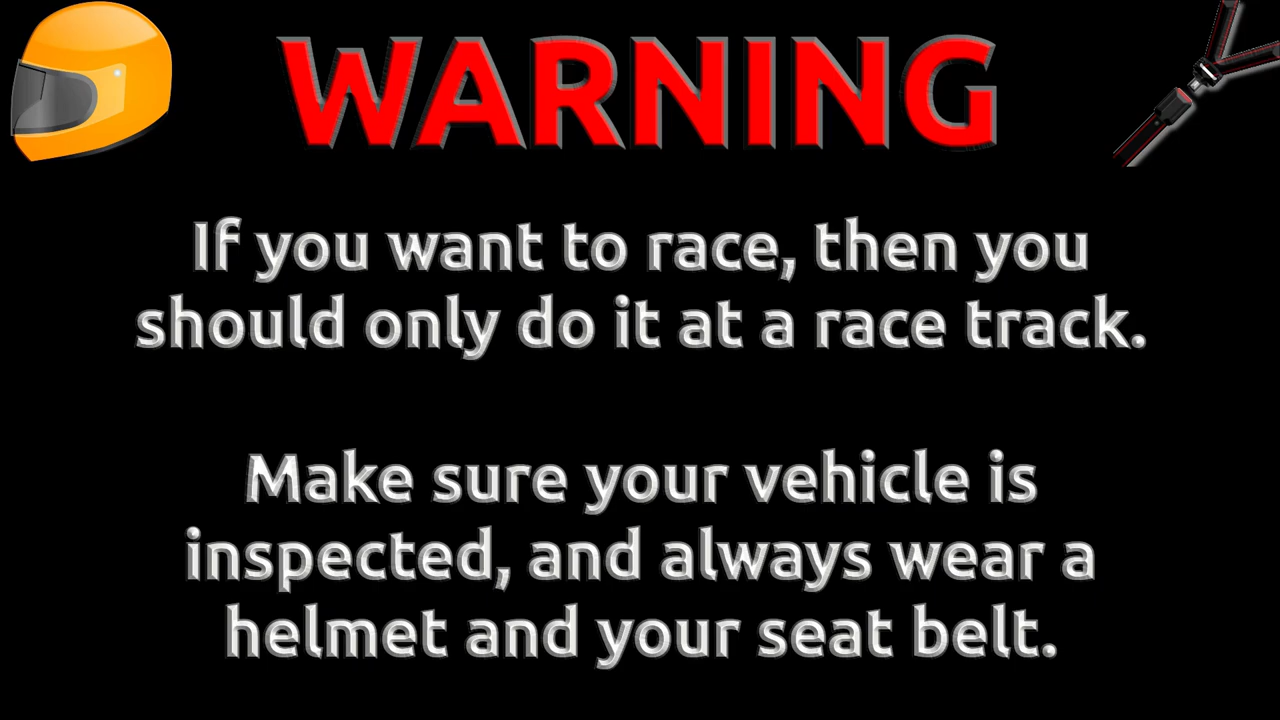 WARNING
If you want to race, then you
should only do it at a race track.
Make sure your vehicle is
inspected, and always wear a
helmet and your seat belt.